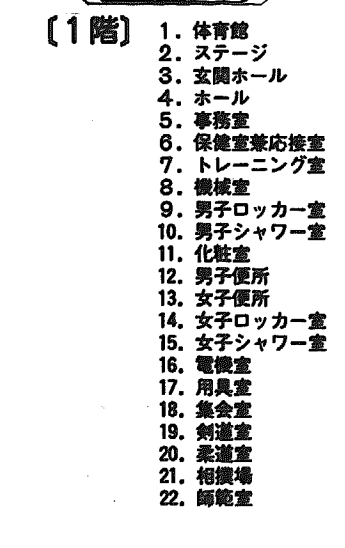 〔1階〕
1. 体育館
2. ステージ
3. 玄関ホール
4. ホール
5. 事務室
6. 保健室兼応接室
7. トレーニング室
8. 機械室
9. 男子ロッカー室
10. 男子シャワー室
11. 化粧室
12. 男子便所
13. 女子便所
14. 女子ロッカー室
15. 女子シャワー室
16. 電機室
17. 用具室
18. 集会室
19. 剣道室
20. 柔道室
21. 相撲場
22. 師範室